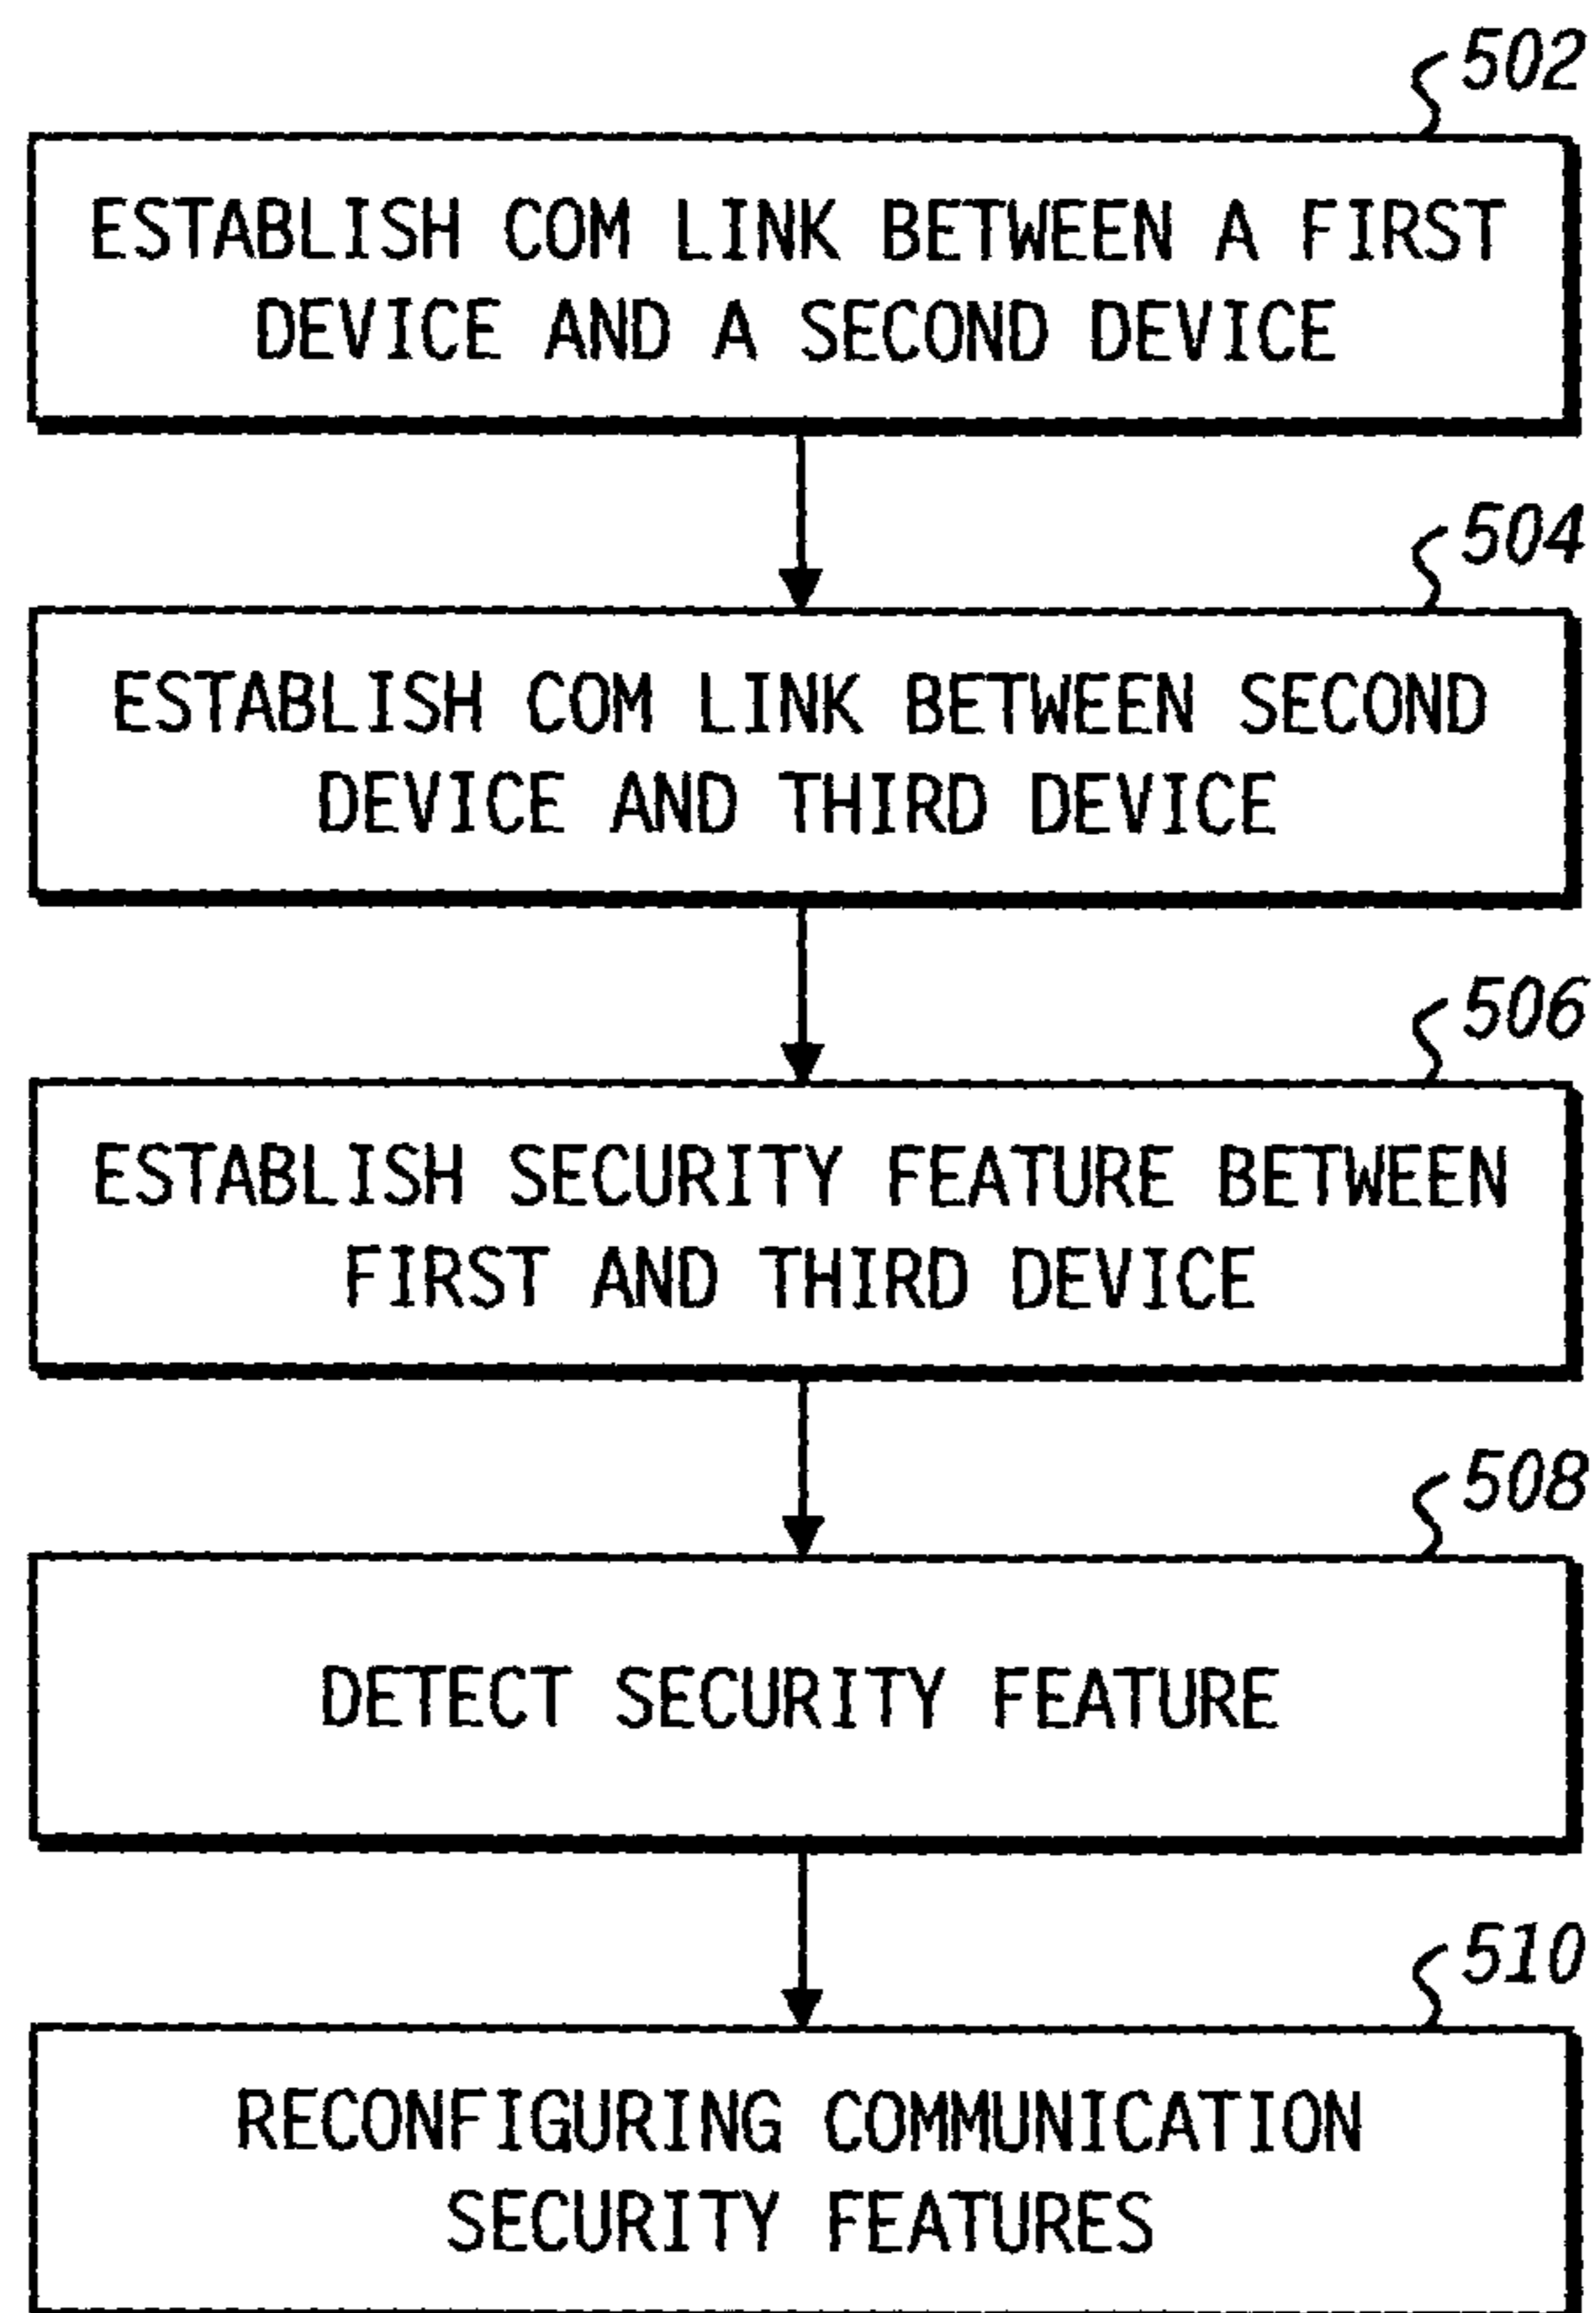 502
ESTABLISH COM LINK BETWEEN A FIRST
DEVICE AND A SECOND DEVICE
504
ESTABLISH COM LINK BETWEEN SECOND
DEVICE AND THIRD DEVICE
506
ESTABLISH SECURITY FEATURE BETWEEN
FIRST AND THIRD DEVICE
508
DETECT SECURITY FEATURE
510
RECONFIGURING COMMUNICATION
SECURITY FEATURES